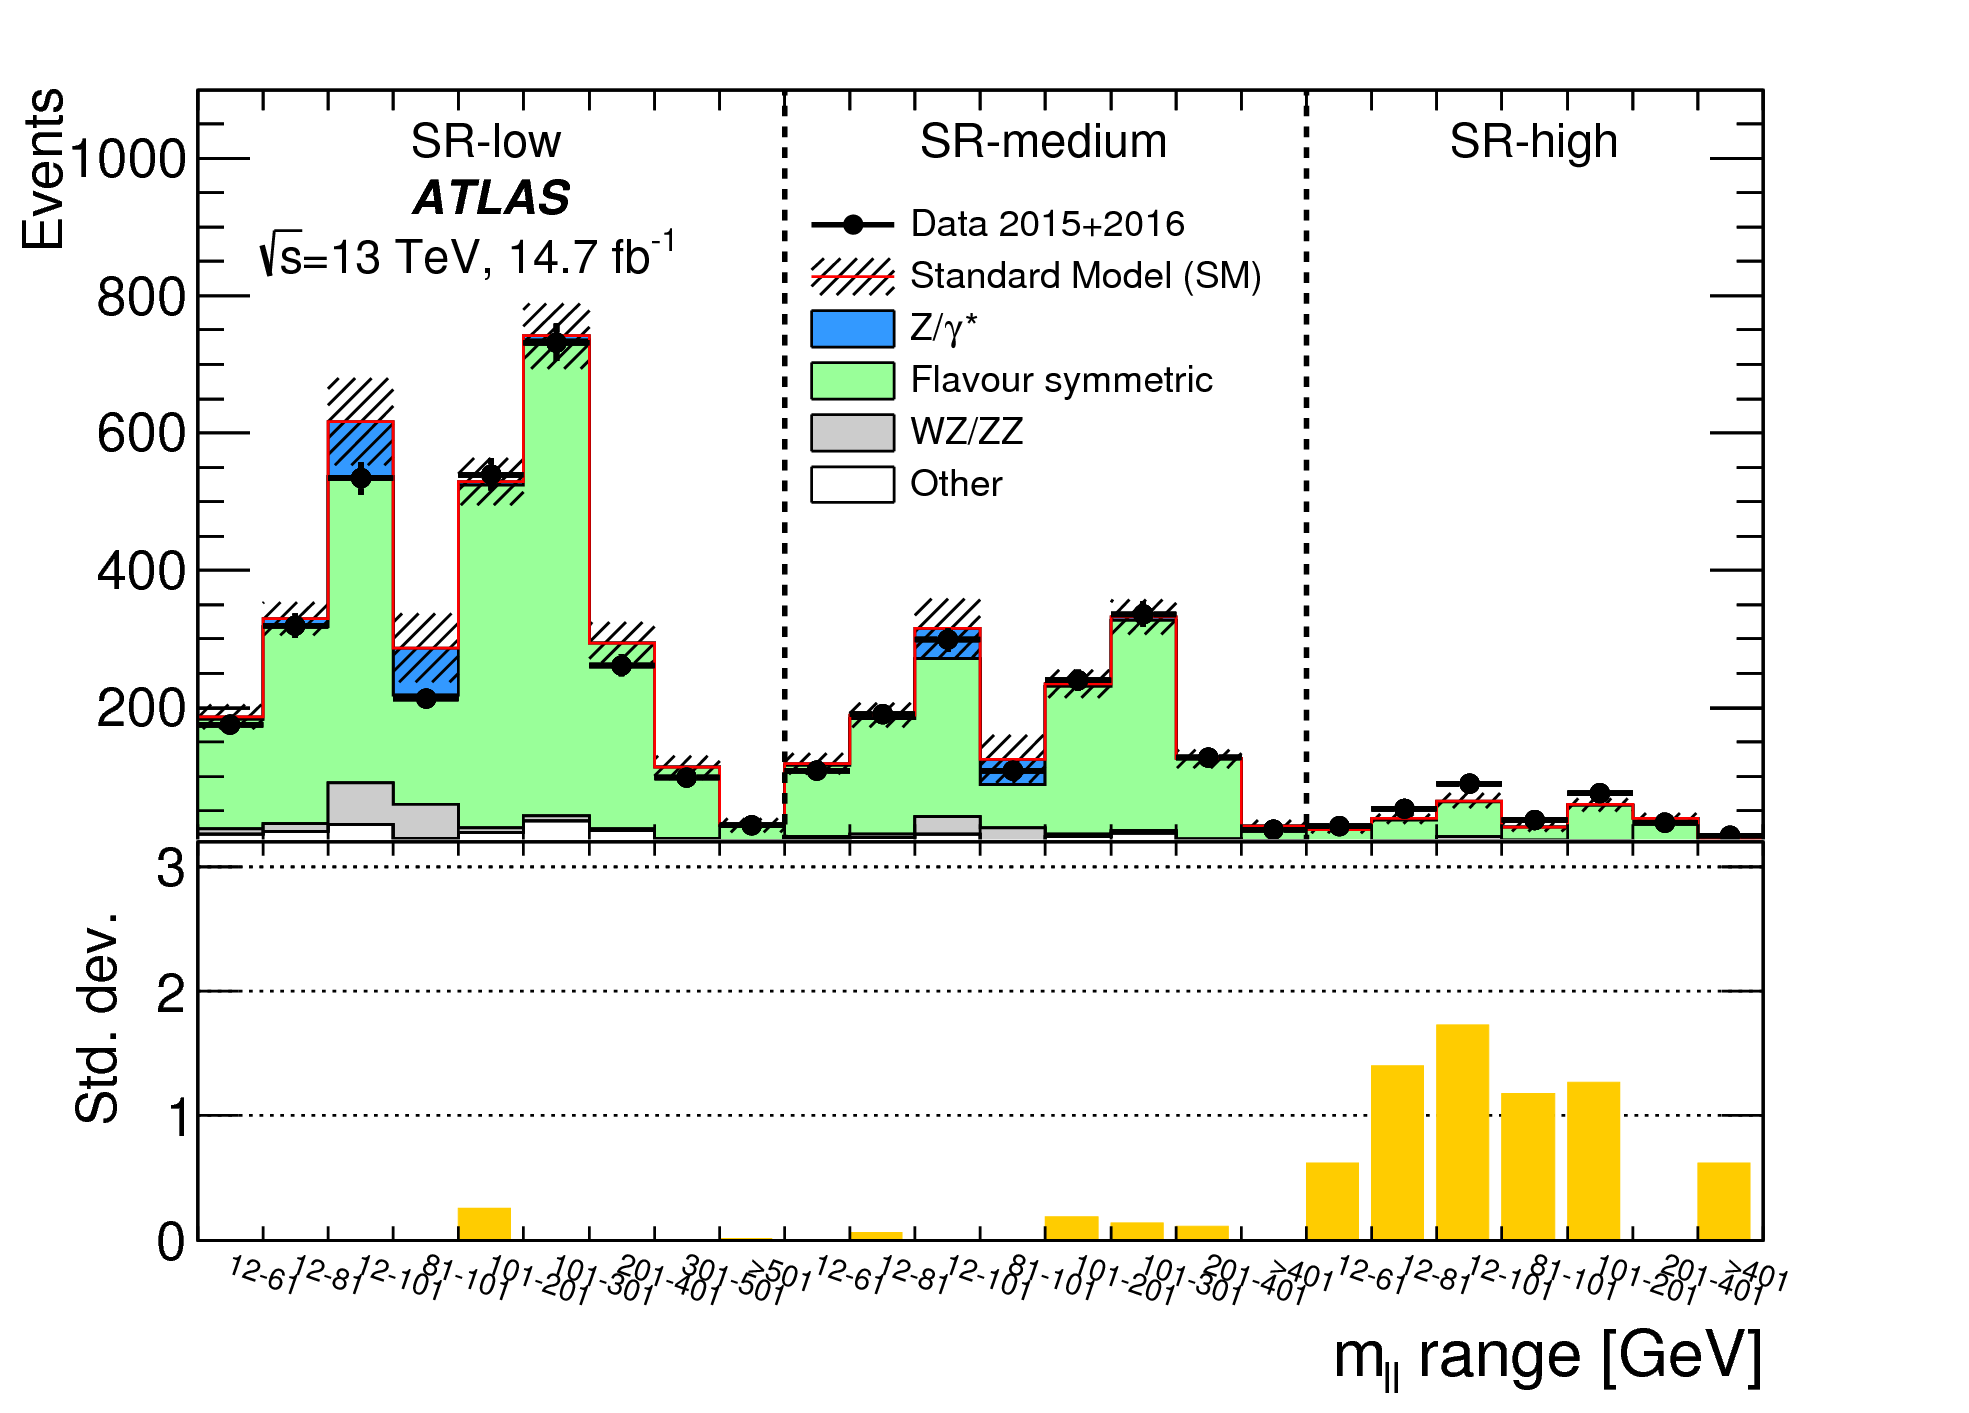 Events
1000
800
600
400
200
SR-low
SR-medium
SR-high
ATLAS
√s=13 TeV, 14.7 fb-1
Data 2015+2016
Standard Model (SM)
Z/γ*
Flavour symmetric
WZ/ZZ
Other
Std. dev.
3
2
1
0
12-61
12-81
12-101
81-101
101-201
101-301
201-401
301-501
>501
12-61
12-81
12-101
81-101
101-201
101-301
201-401
>401
12-61
12-81
12-101
81-101
101-201
201-401
>401
mll range [GeV]